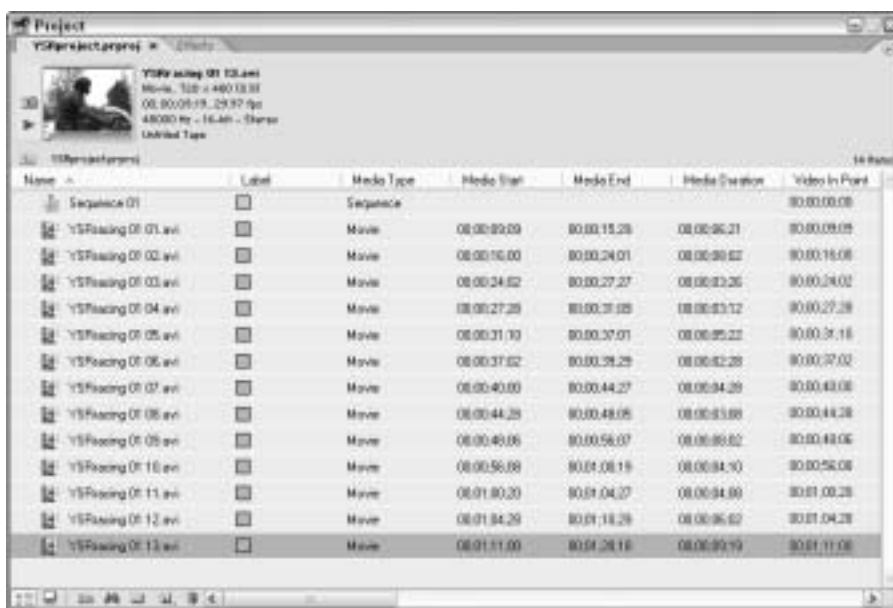 Project
YSRproject.prproj Effects
YSRracing 01 13.avi
Movie, 720 x 480
00;00;09;19, 29.97 fps
48000 Hz - 16-bit - Stereo
Untitled Tape
YSRproject.prproj 14 Items
Name Label Media Type Media Start Media End Media Duration Video In Point
Sequence 01 Sequence 00;00;00;00
YSRracing 01 01.avi Movie 00;00;09;09 00;00;15;29 00;00;06;21 00;00;09;09
YSRracing 01 02.avi Movie 00;00;16;00 00;00;24;01 00;00;08;02 00;00;16;00
YSRracing 01 03.avi Movie 00;00;24;02 00;00;27;27 00;00;03;26 00;00;24;02
YSRracing 01 04.avi Movie 00;00;27;28 00;00;31;09 00;00;03;12 00;00;27;28
YSRracing 01 05.avi Movie 00;00;31;10 00;00;37;01 00;00;05;22 00;00;31;10
YSRracing 01 06.avi Movie 00;00;37;02 00;00;39;29 00;00;02;28 00;00;37;02
YSRracing 01 07.avi Movie 00;00;40;00 00;00;44;27 00;00;04;28 00;00;40;00
YSRracing 01 08.avi Movie 00;00;44;28 00;00;48;05 00;00;03;08 00;00;44;28
YSRracing 01 09.avi Movie 00;00;48;06 00;00;56;07 00;00;08;02 00;00;48;06
YSRracing 01 10.avi Movie 00;00;56;08 00;01;00;19 00;00;04;10 00;00;56;08
YSRracing 01 11.avi Movie 00;01;00;20 00;01;04;27 00;00;04;08 00;01;00;20
YSRracing 01 12.avi Movie 00;01;04;28 00;01;10;29 00;00;06;02 00;01;04;28
YSRracing 01 13.avi Movie 00;01;11;00 00;01;20;18 00;00;09;19 00;01;11;00